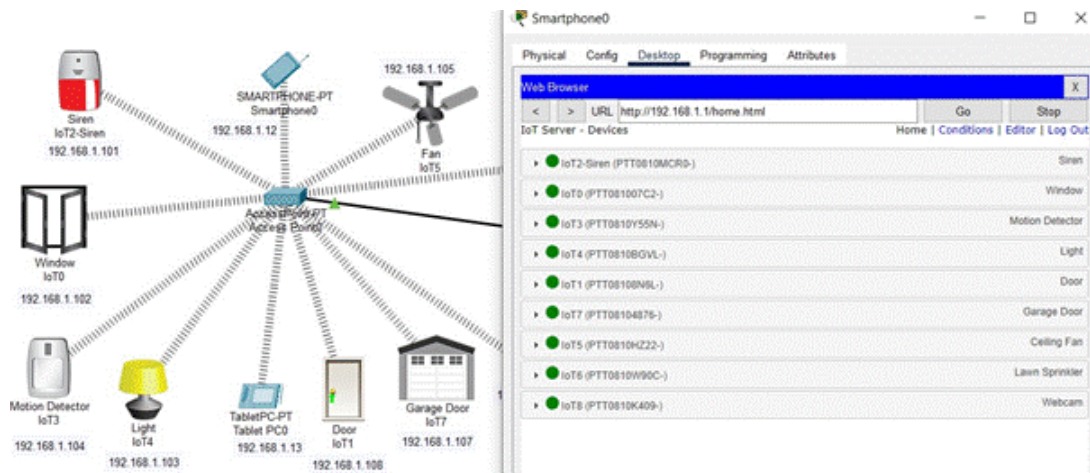 Siren
IoT2-Siren
192.168.1.101
SMARTPHONE-PT
Smartphone0
192.168.1.12
192.168.1.105
Fan
IoT5
AccessPoint-PT
Access Point0
Window
IoT0
192.168.1.102
Motion Detector
IoT3
192.168.1.104
Light
IoT4
192.168.1.103
TabletPC-PT
Tablet PC0
192.168.1.13
Door
IoT1
192.168.1.108
Garage Door
IoT7
192.168.1.107
Smartphone0
Physical Config Desktop Programming Attributes
Web Browser X
< > URL http://192.168.1.1/home.html Go Stop
IoT Server - Devices Home | Conditions | Editor | Log Out
IoT2-Siren (PTT0810MCR0-) Siren
IoT0 (PTT081007C2-) Window
IoT3 (PTT0810Y55N-) Motion Detector
IoT4 (PTT0810BGVL-) Light
IoT1 (PTT08108N6L-) Door
IoT7 (PTT08104876-) Garage Door
IoT5 (PTT0810HZ22-) Ceiling Fan
IoT6 (PTT0810W90C-) Lawn Sprinkler
IoT8 (PTT0810K409-) Webcam